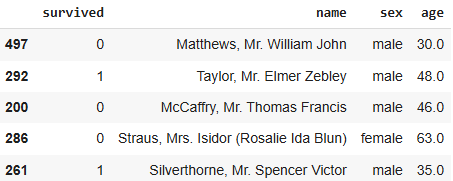 survived name sex age
497 0 Matthews, Mr. William John male 30.0
292 1 Taylor, Mr. Elmer Zebley male 48.0
200 0 McCaffry, Mr. Thomas Francis male 46.0
286 0 Straus, Mrs. Isidor (Rosalie Ida Blun) female 63.0
261 1 Silverthorne, Mr. Spencer Victor male 35.0